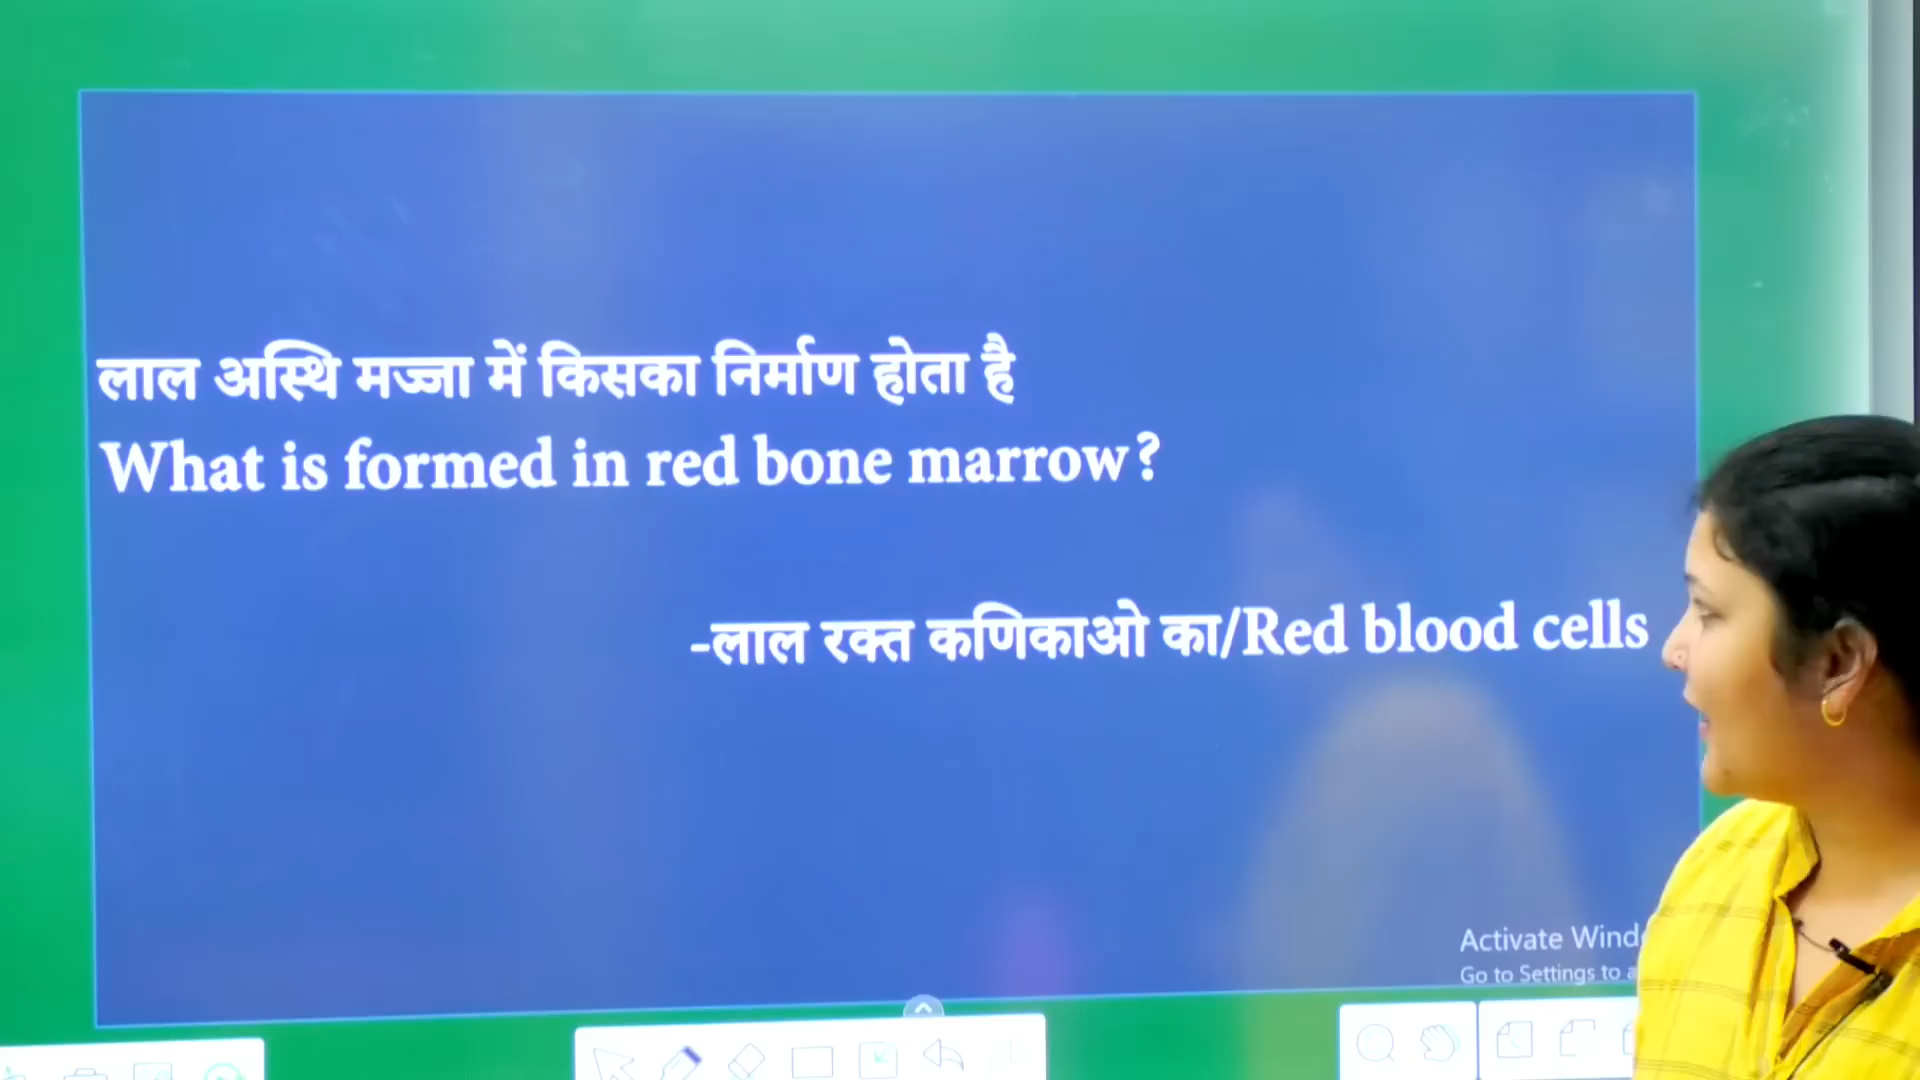 लाल अस्थि मज्जा में किसका निर्माण होता है
What is formed in red bone marrow?
-लाल रक्त कणिकाओ का/Red blood cells
Activate
Go to Settings to